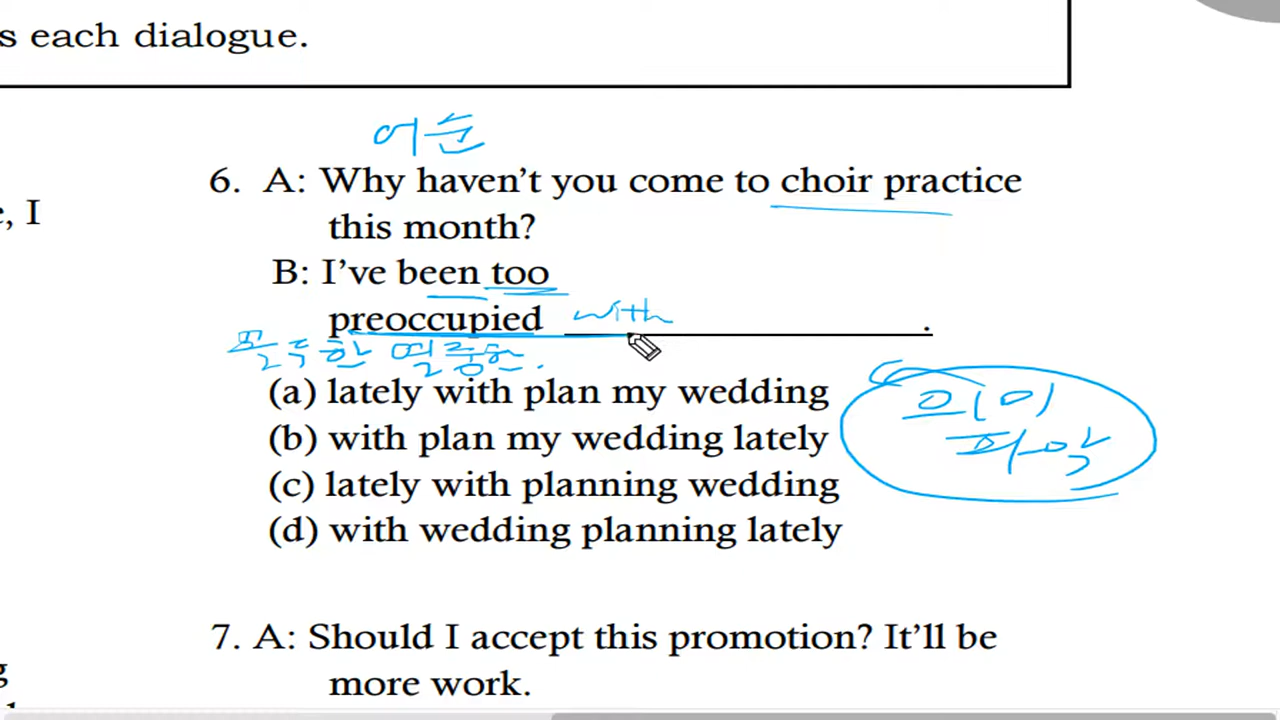 s each dialogue.
어순
6. A: Why haven't you come to choir practice
this month?
e, I
B: I've been too
preoccupied with .
몰두한 열중한.
(a) lately with plan my wedding
(b) with plan my wedding lately
(c) lately with planning wedding
(d) with wedding planning lately
의미
파악
7. A: Should I accept this promotion? It'll be
more work.
g